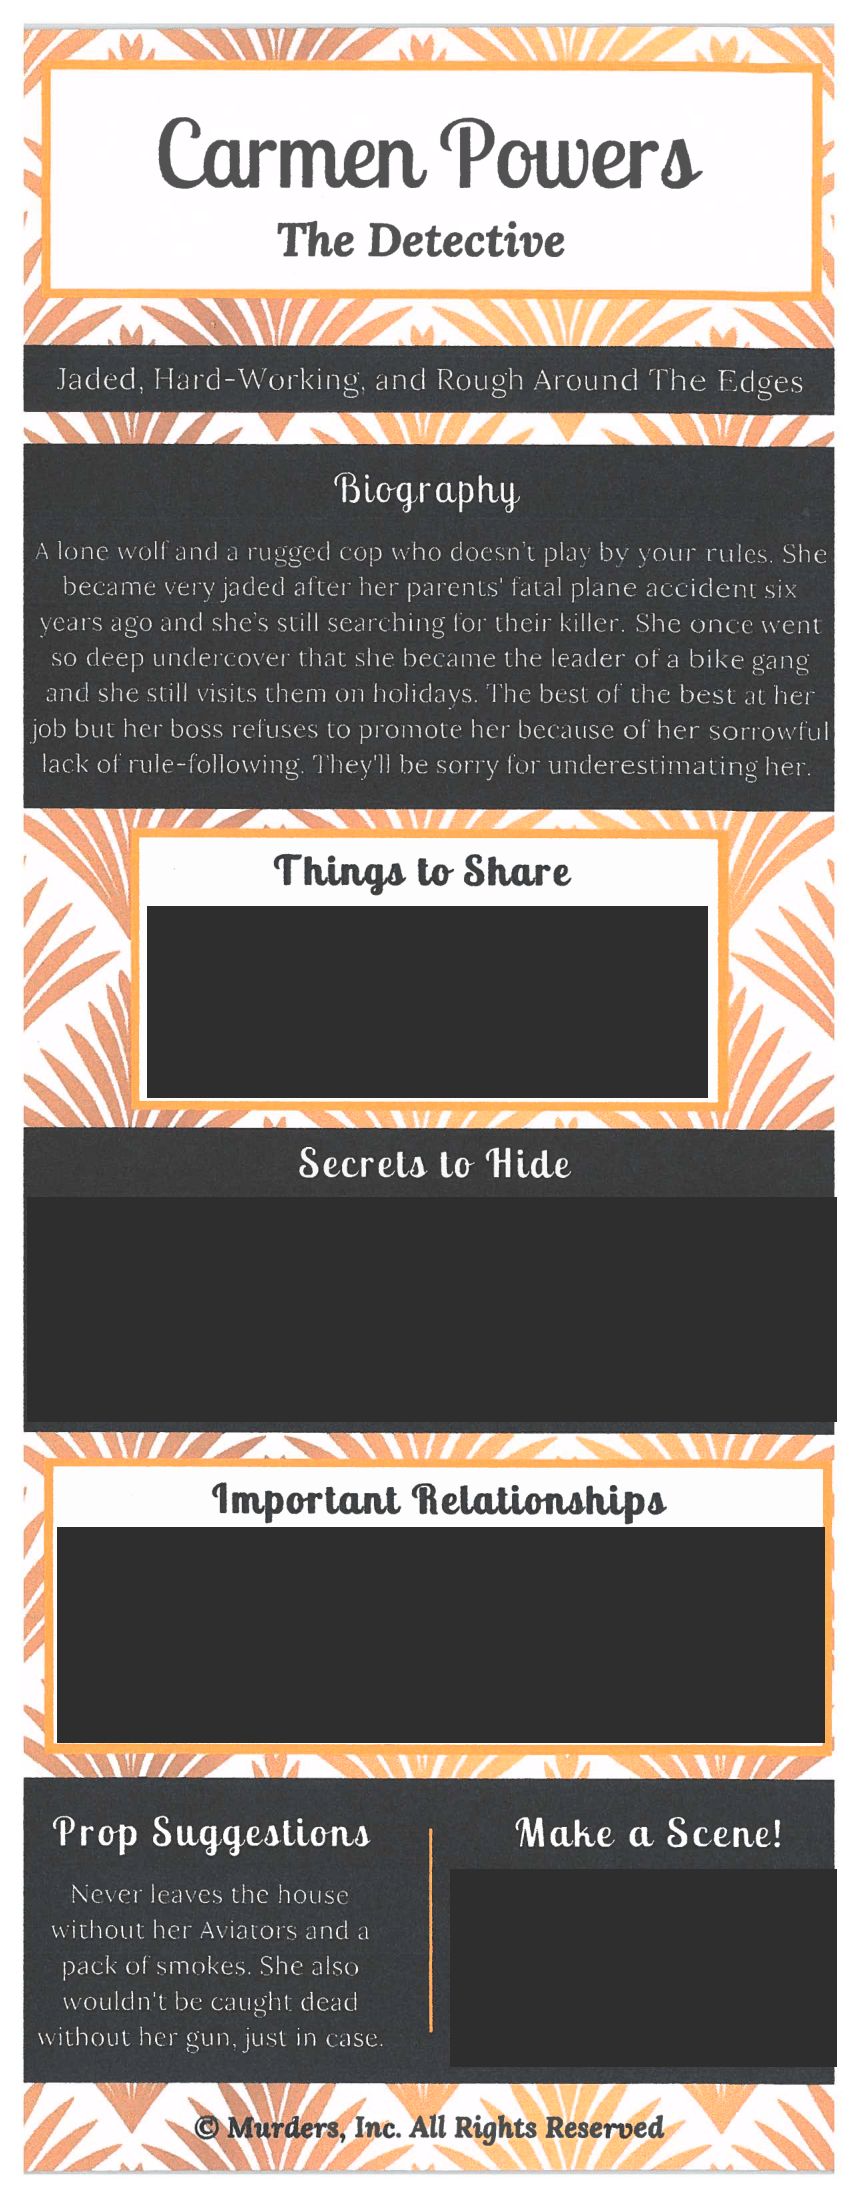 Carmen Powers
The Detective
Jaded, Hard-Working, and Rough Around The Edges
Biography
A lone wolf and a rugged cop who doesn't play by your rules. She
became very jaded after her parents' fatal plane accident six
years ago and she's still searching for their killer. She once went
so deep undercover that she became the leader of a bike gang
and she still visits them on holidays. The best of the best at her
job but her boss refuses to promote her because of her sorrowful
lack of rule-following. They'll be sorry for underestimating her.
Things to Share
Secrets to Hide
Important Relationships
Prop Suggestions
Never leaves the house
without her Aviators and a
pack of smokes. She also
wouldn't be caught dead
without her gun, just in case.
Make a Scene!
© Murders, Inc. All Rights Reserved